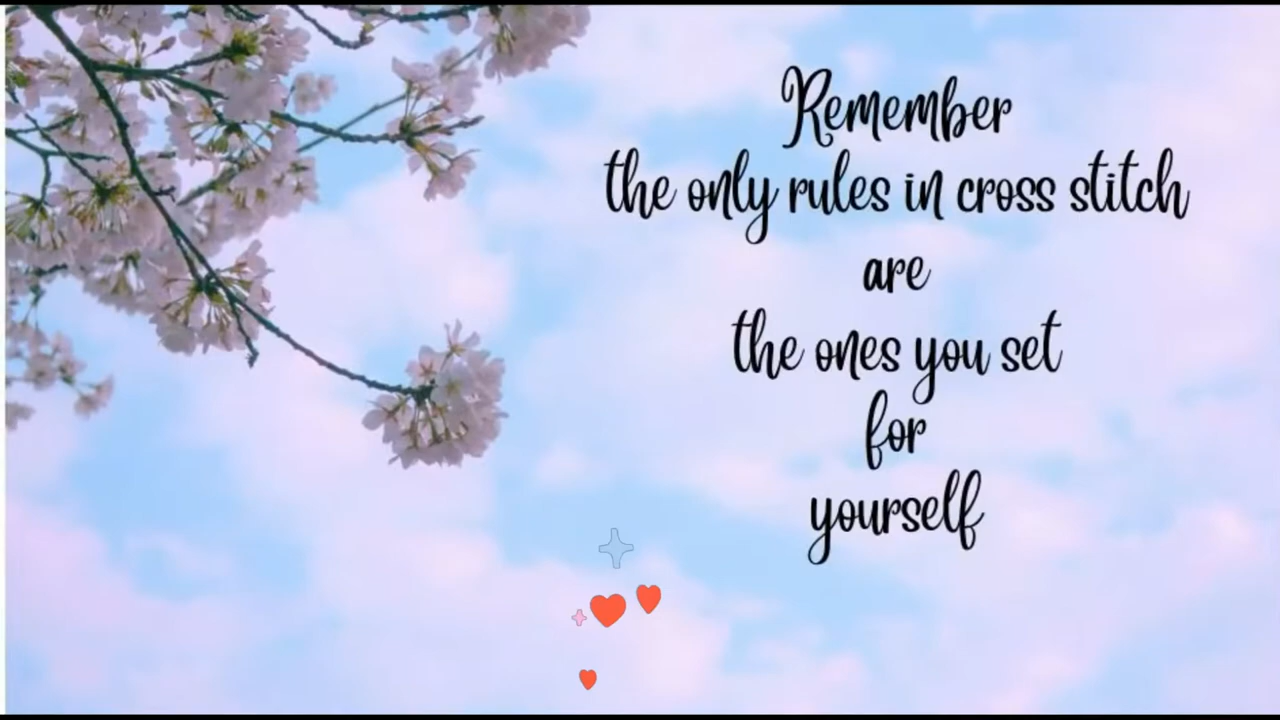 Remember
the only rules in cross stitch
are
the ones you set
for
yourself